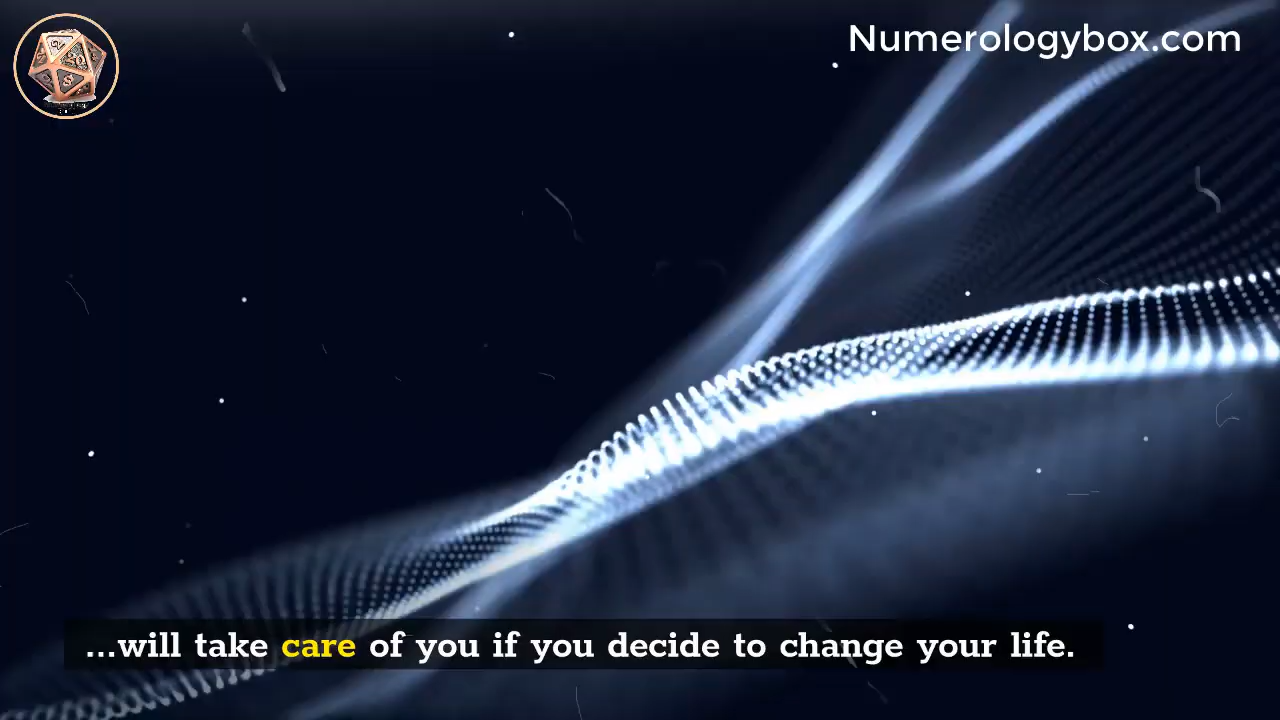 Numerologybox.com
...will take care of you if you decide to change your life.